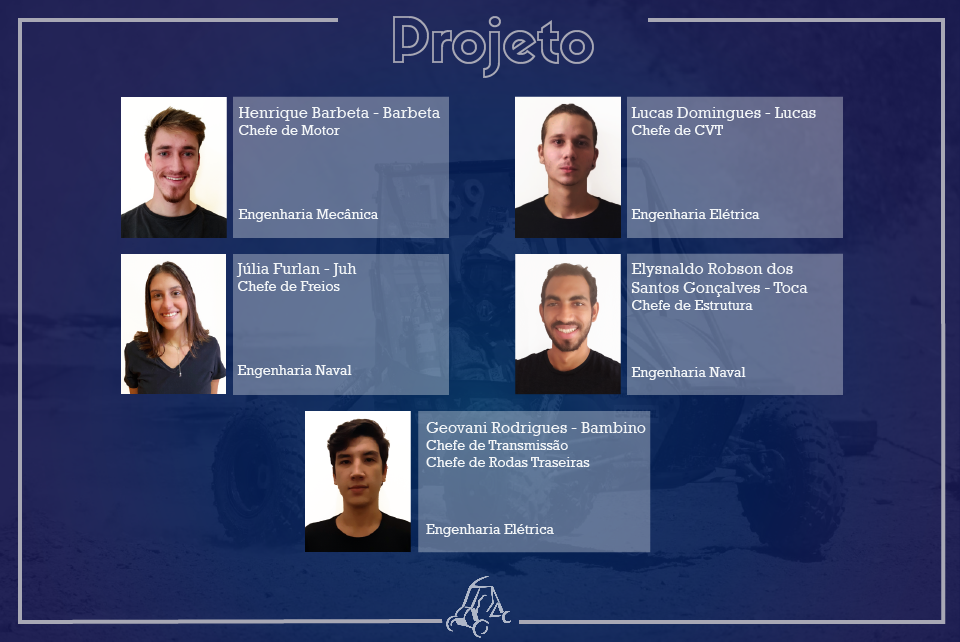 Projeto
Henrique Barbeta - Barbeta
Chefe de Motor
Engenharia Mecânica
Lucas Domingues - Lucas
Chefe de CVT
Engenharia Elétrica
Júlia Furlan - Juh
Chefe de Freios
Engenharia Naval
Elysnaldo Robson dos
Santos Gonçalves - Toca
Chefe de Estrutura
Engenharia Naval
Geovani Rodrigues - Bambino
Chefe de Transmissão
Chefe de Rodas Traseiras
Engenharia Elétrica
769